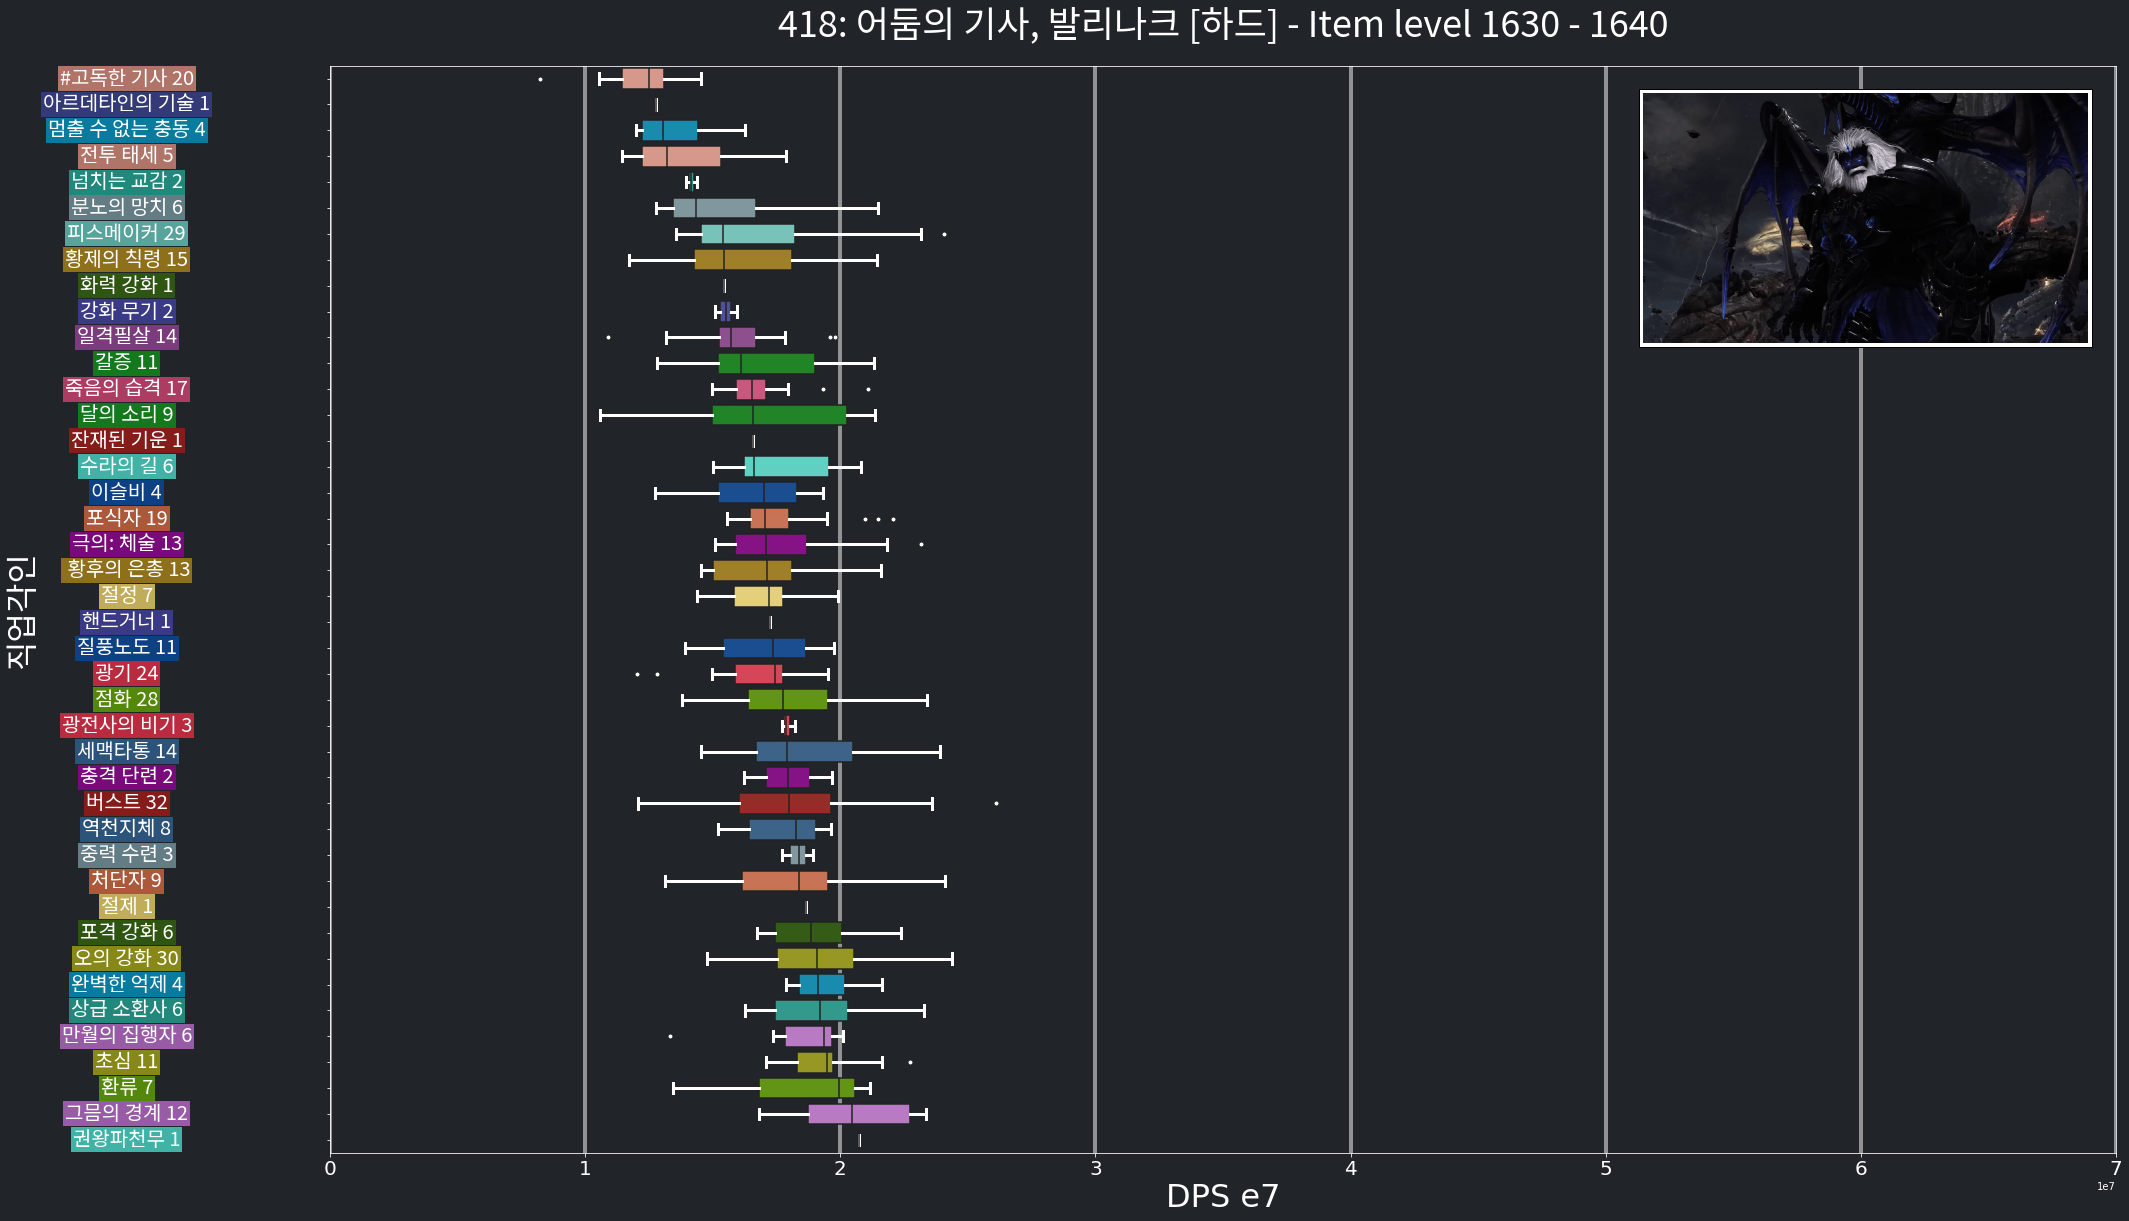 418: 어둠의 기사, 발리나크 [하드] - Item level 1630 - 1640
직업각인
#고독한 기사 20
아르데타인의 기술 1
멈출 수 없는 충동 4
전투 태세 5
넘치는 교감 2
분노의 망치 6
피스메이커 29
황제의 칙령 15
화력 강화 1
강화 무기 2
일격필살 14
갈증 11
죽음의 습격 17
달의 소리 9
잔재된 기운 1
수라의 길 6
이슬비 4
포식자 19
극의: 체술 13
황후의 은총 13
절정 7
핸드거너 1
질풍노도 11
광기 24
점화 28
광전사의 비기 3
세맥타통 14
충격 단련 2
버스트 32
역천지체 8
중력 수련 3
처단자 9
절제 1
포격 강화 6
오의 강화 30
완벽한 억제 4
상급 소환사 6
만월의 집행자 6
초심 11
환류 7
그믐의 경계 12
권왕파천무 1
0 1 2 3 4 5 6 7
1e7
DPS e7